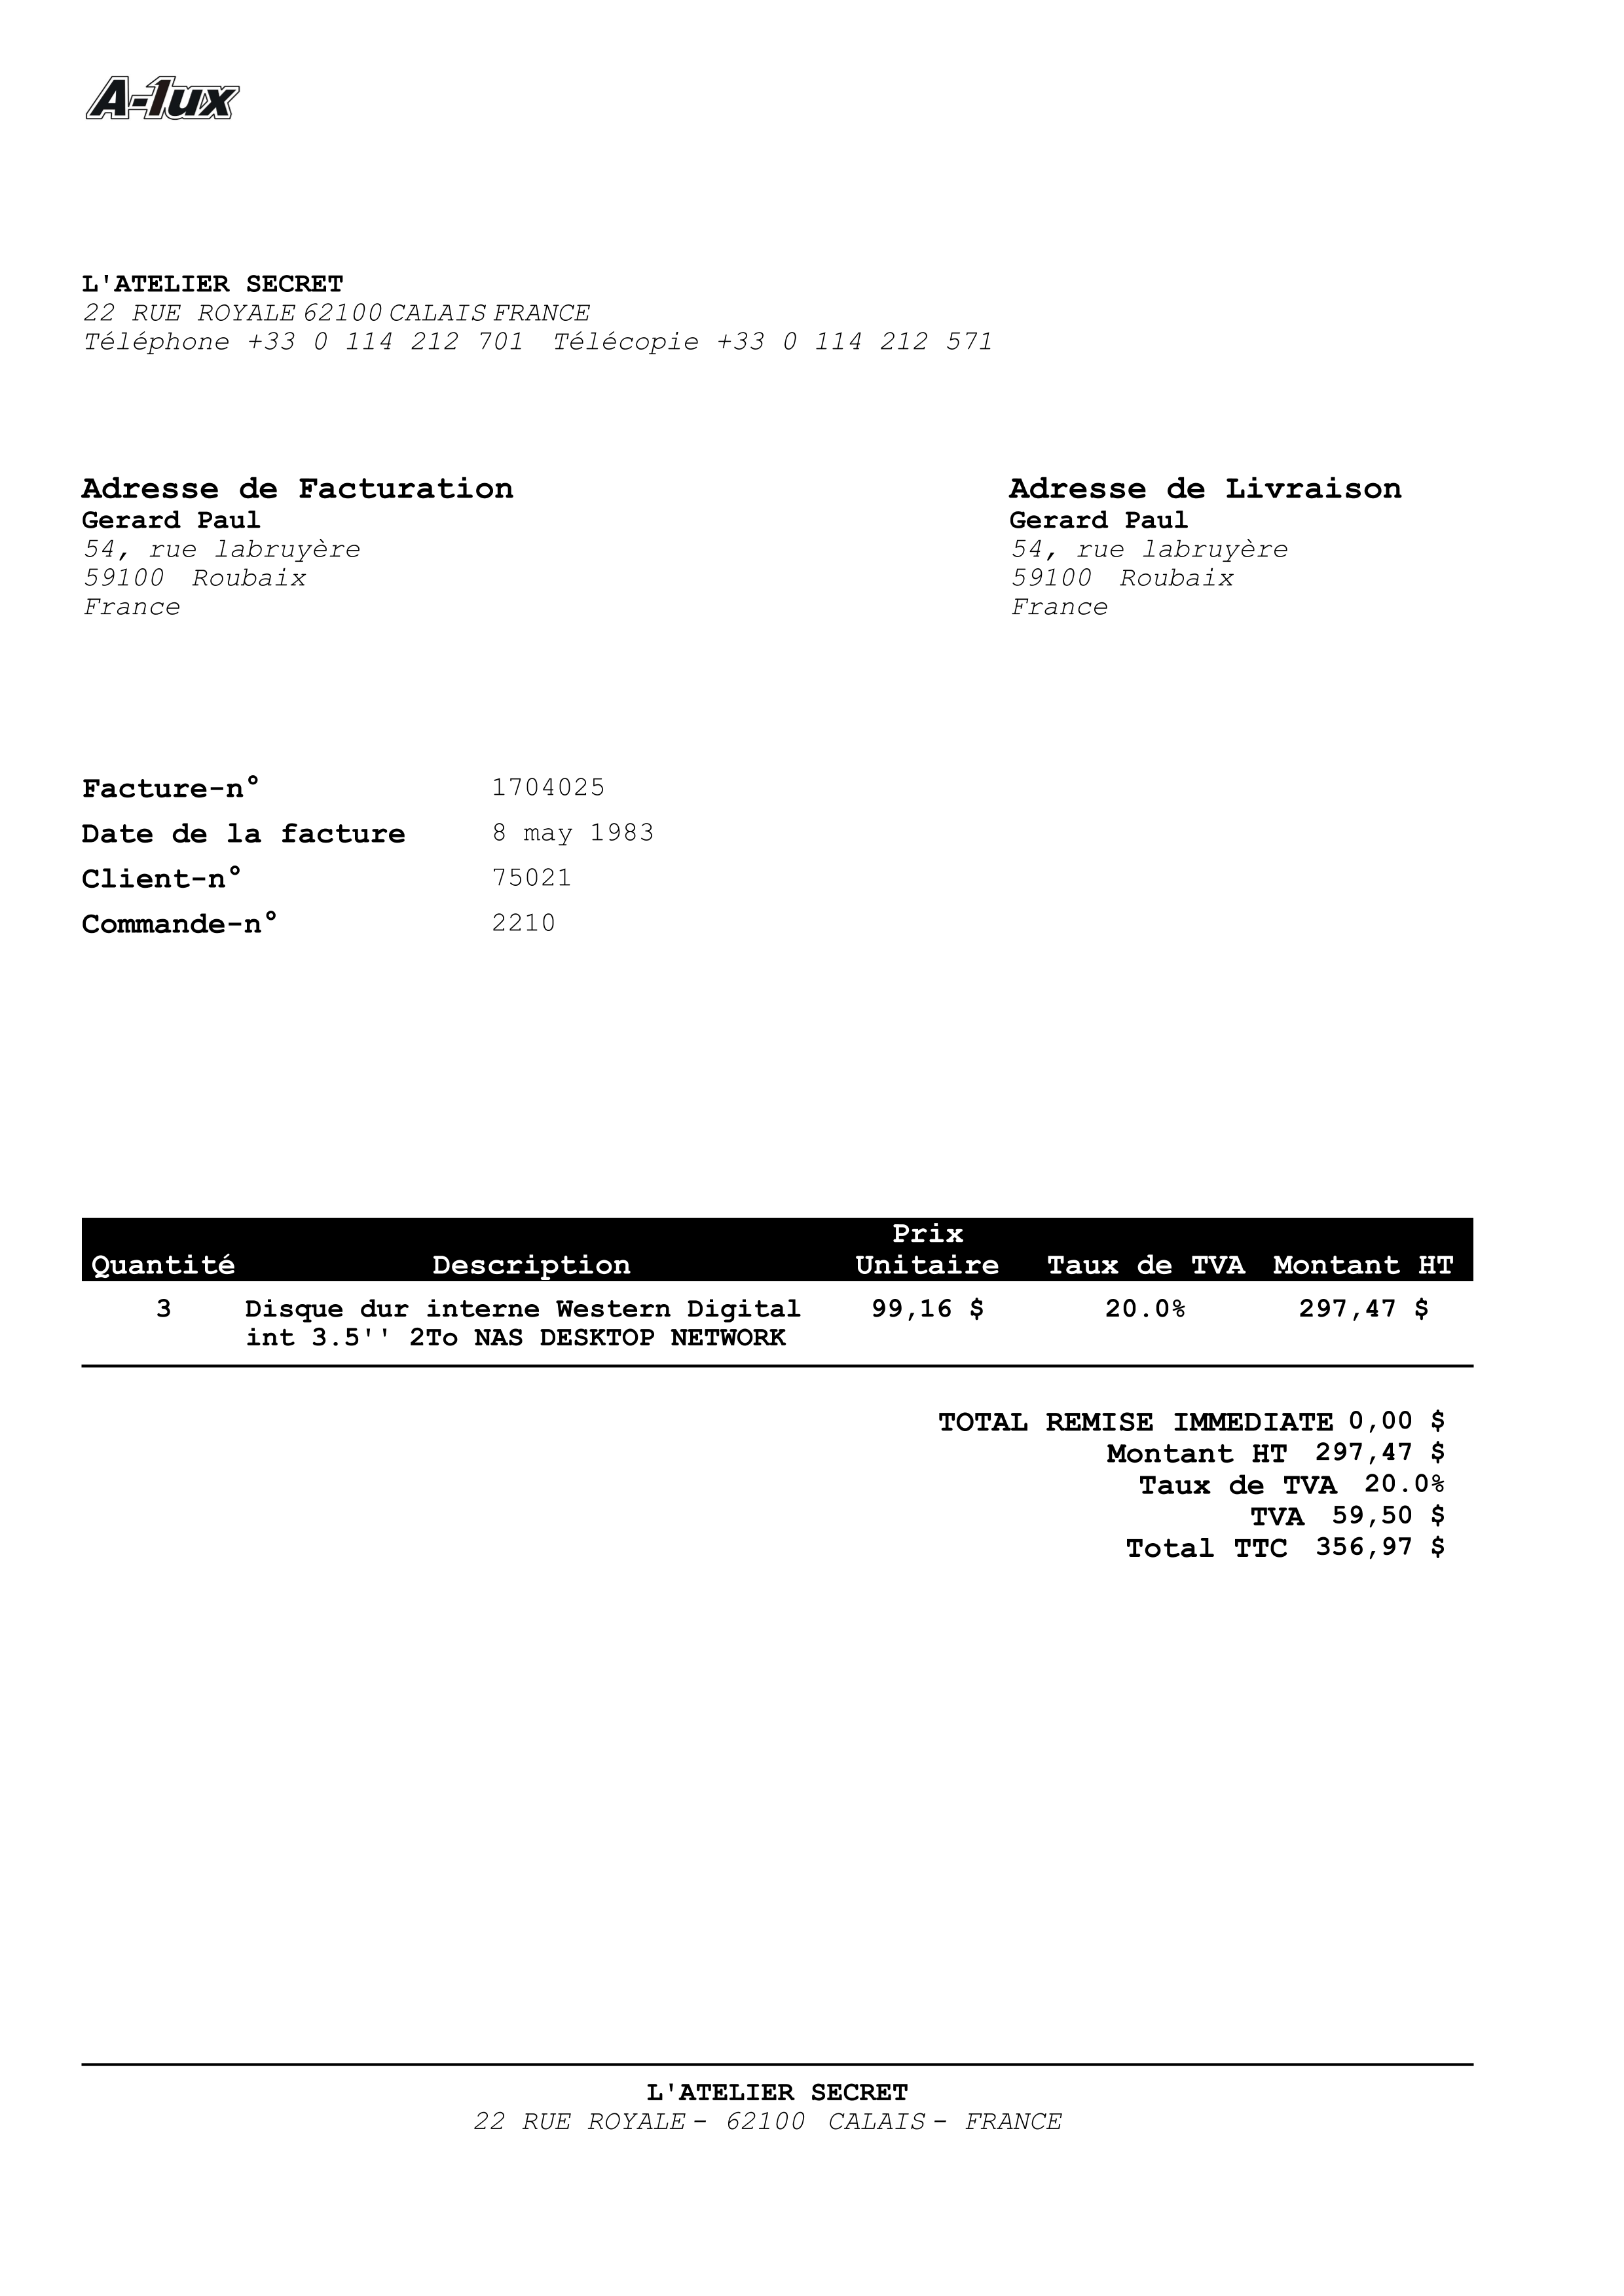 A-1ux
L'ATELIER SECRET
22 RUE ROYALE 62100 CALAIS FRANCE
Téléphone +33 0 114 212 701 Télécopie +33 0 114 212 571
Adresse de Facturation
Gerard Paul
54, rue labruyère
59100 Roubaix
France
Adresse de Livraison
Gerard Paul
54, rue labruyère
59100 Roubaix
France
Facture-n° 1704025
Date de la facture 8 may 1983
Client-n° 75021
Commande-n° 2210
Quantité Description Prix Unitaire Taux de TVA Montant HT
3 Disque dur interne Western Digital 99,16 $ 20.0% 297,47 $
int 3.5'' 2To NAS DESKTOP NETWORK
TOTAL REMISE IMMEDIATE 0,00 $
Montant HT 297,47 $
Taux de TVA 20.0%
TVA 59,50 $
Total TTC 356,97 $
L'ATELIER SECRET
22 RUE ROYALE - 62100 CALAIS - FRANCE